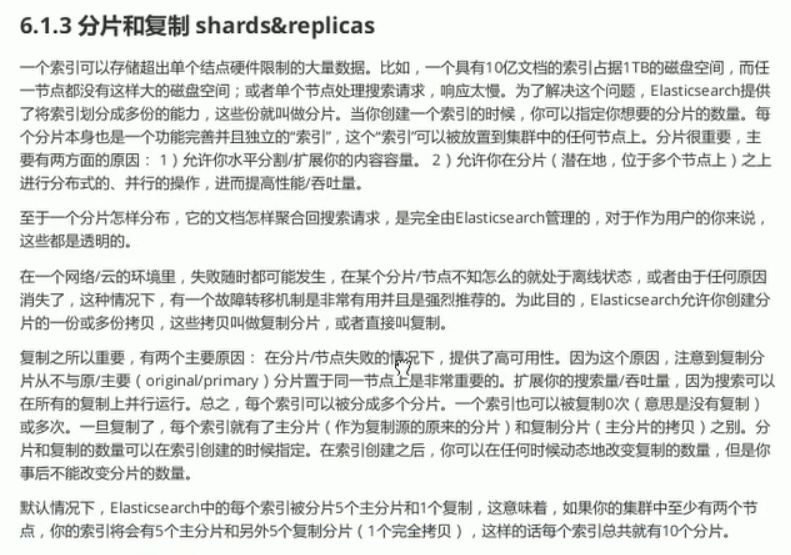 6.1.3 分片和复制 shards&replicas
一个索引可以存储超出单个结点硬件限制的大量数据。比如，一个具有10亿文档的索引占据1TB的磁盘空间，而任
一节点都没有这样大的磁盘空间；或者单个节点处理搜索请求，响应太慢。为了解决这个问题，Elasticsearch提供
了将索引划分成多份的能力，这些份就叫做分片。当你创建一个索引的时候，你可以指定你想要的分片的数量。每
个分片本身也是一个功能完善并且独立的“索引”，这个“索引”可以被放置到集群中的任何节点上。分片很重要，主
要有两方面的原因： 1）允许你水平分割/扩展你的内容容量。 2）允许你在分片（潜在地，位于多个节点上）之上
进行分布式的、并行的操作，进而提高性能/吞吐量。
至于一个分片怎样分布，它的文档怎样聚合回搜索请求，是完全由Elasticsearch管理的，对于作为用户的你来说，
这些都是透明的。
在一个网络/云的环境里，失败随时都可能发生，在某个分片/节点不知怎么的就处于离线状态，或者由于任何原因
消失了，这种情况下，有一个故障转移机制是非常有用并且是强烈推荐的。为此目的，Elasticsearch允许你创建分
片的一份或多份拷贝，这些拷贝叫做复制分片，或者直接叫复制。
复制之所以重要，有两个主要原因： 在分片/节点失败的情况下，提供了高可用性。因为这个原因，注意到复制分
片从不与原/主要（original/primary）分片置于同一节点上是非常重要的。扩展你的搜索量/吞吐量，因为搜索可以
在所有的复制上并行运行。总之，每个索引可以被分成多个分片。一个索引也可以被复制0次（意思是没有复制）
或多次。一旦复制了，每个索引就有了主分片（作为复制源的原来的分片）和复制分片（主分片的拷贝）之别。分
片和复制的数量可以在索引创建的时候指定。在索引创建之后，你可以在任何时候动态地改变复制的数量，但是你
事后不能改变分片的数量。
默认情况下，Elasticsearch中的每个索引被分片5个主分片和1个复制，这意味着，如果你的集群中至少有两个节
点，你的索引将会有5个主分片和另外5个复制分片（1个完全拷贝），这样的话每个索引总共就有10个分片。